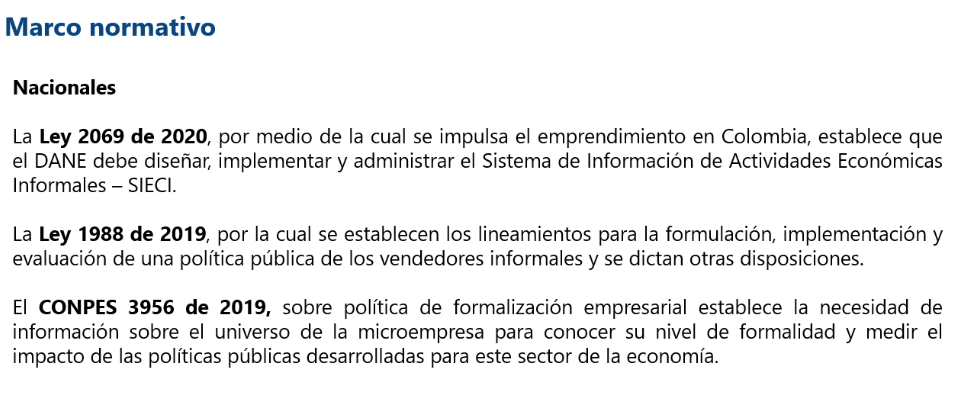 Marco normativo
Nacionales
La Ley 2069 de 2020, por medio de la cual se impulsa el emprendimiento en Colombia, establece que
el DANE debe diseñar, implementar y administrar el Sistema de Información de Actividades Económicas
Informales – SIECI.
La Ley 1988 de 2019, por la cual se establecen los lineamientos para la formulación, implementación y
evaluación de una política pública de los vendedores informales y se dictan otras disposiciones.
El CONPES 3956 de 2019, sobre política de formalización empresarial establece la necesidad de
información sobre el universo de la microempresa para conocer su nivel de formalidad y medir el
impacto de las políticas públicas desarrolladas para este sector de la economía.